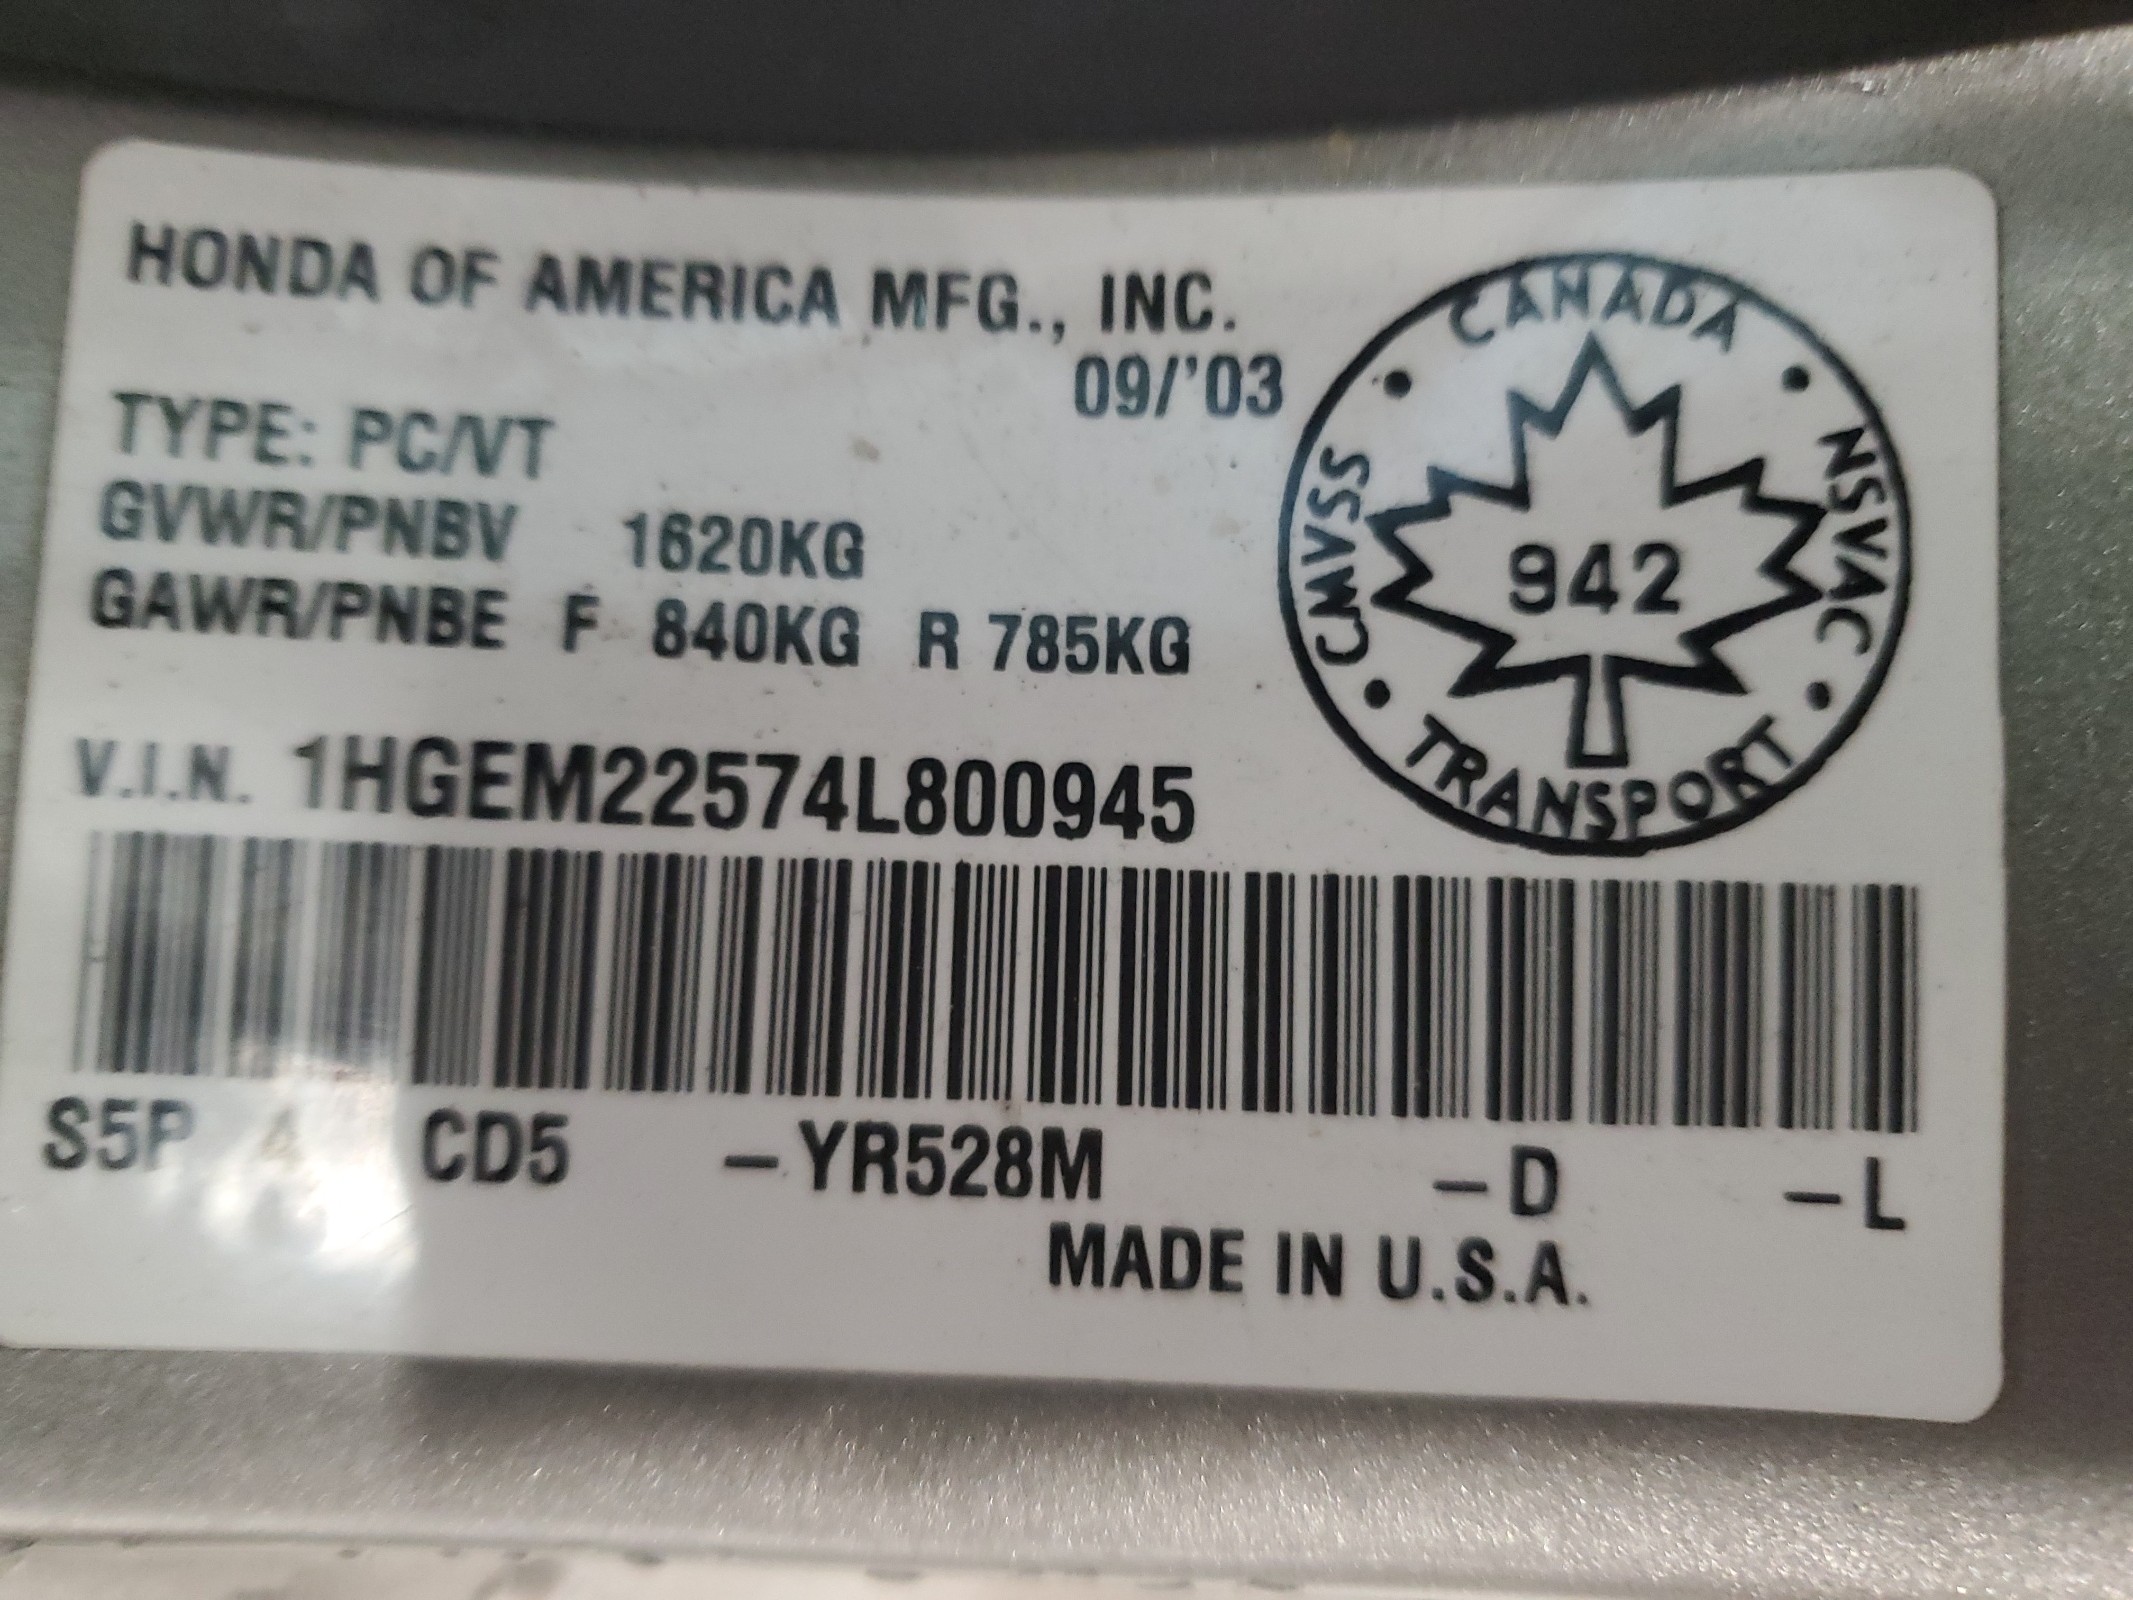 HONDA OF AMERICA MFG., INC.
09/'03
TYPE: PC/VT
GVWR/PNBV 1620KG
GAWR/PNBE F 840KG R 785KG
V.I.N. 1HGEM22574L800945
CANADA
NSVAC
TRANSPORT
CMVSS
942
S5P 4 CD5 -YR528M -D -L
MADE IN U.S.A.